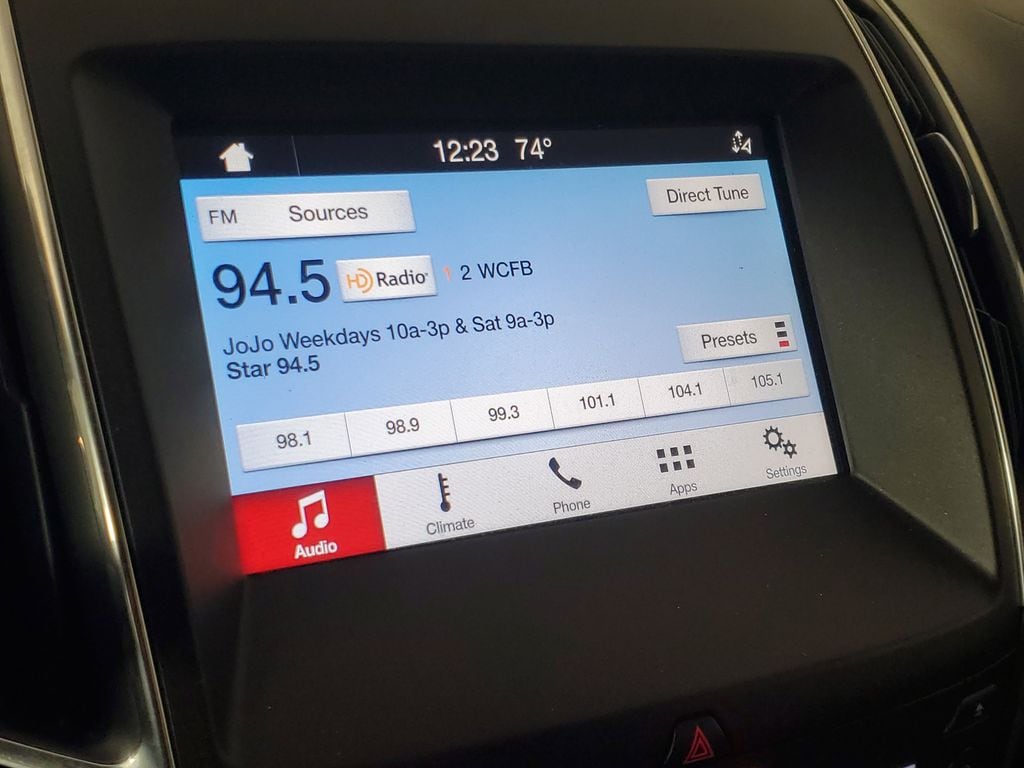 12:23 74°
FM Sources
Direct Tune
94.5 HD Radio 1 2 WCFB
JoJo Weekdays 10a-3p & Sat 9a-3p
Star 94.5
Presets
98.1 98.9 99.3 101.1 104.1 105.1
Audio Climate Phone Apps Settings